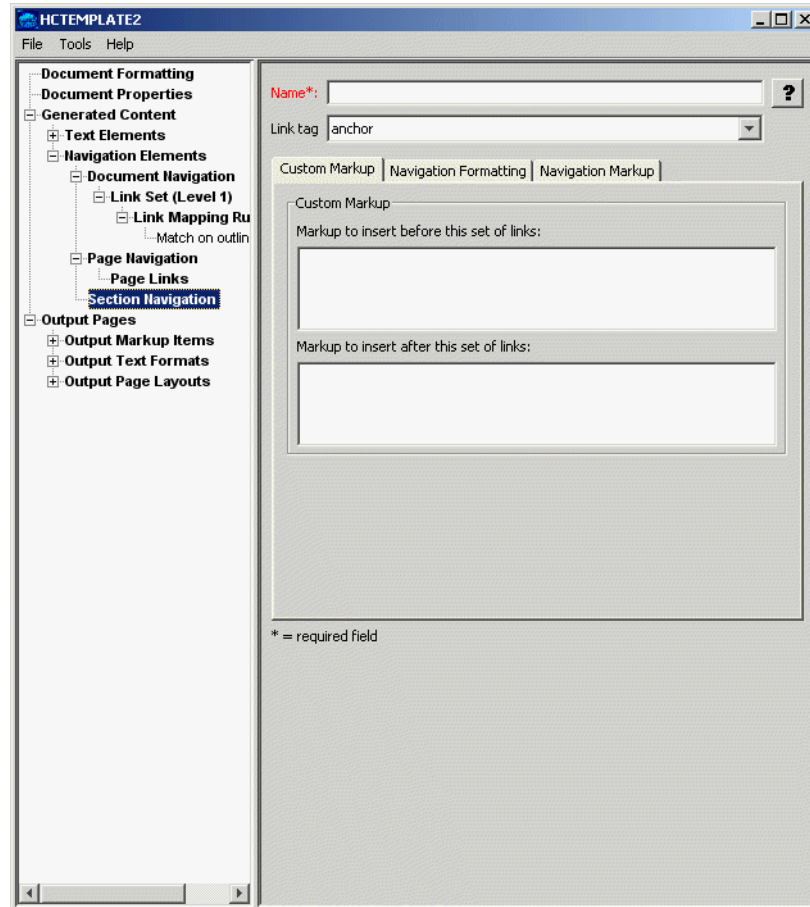 HCTEMPLATE2
File Tools Help
Document Formatting
Document Properties
Generated Content
Text Elements
Navigation Elements
Document Navigation
Link Set (Level 1)
Link Mapping Ru
Match on outlin
Page Navigation
Page Links
Section Navigation
Output Pages
Output Markup Items
Output Text Formats
Output Page Layouts
Name*:
?
Link tag anchor
Custom Markup Navigation Formatting Navigation Markup
Custom Markup
Markup to insert before this set of links:
Markup to insert after this set of links:
* = required field